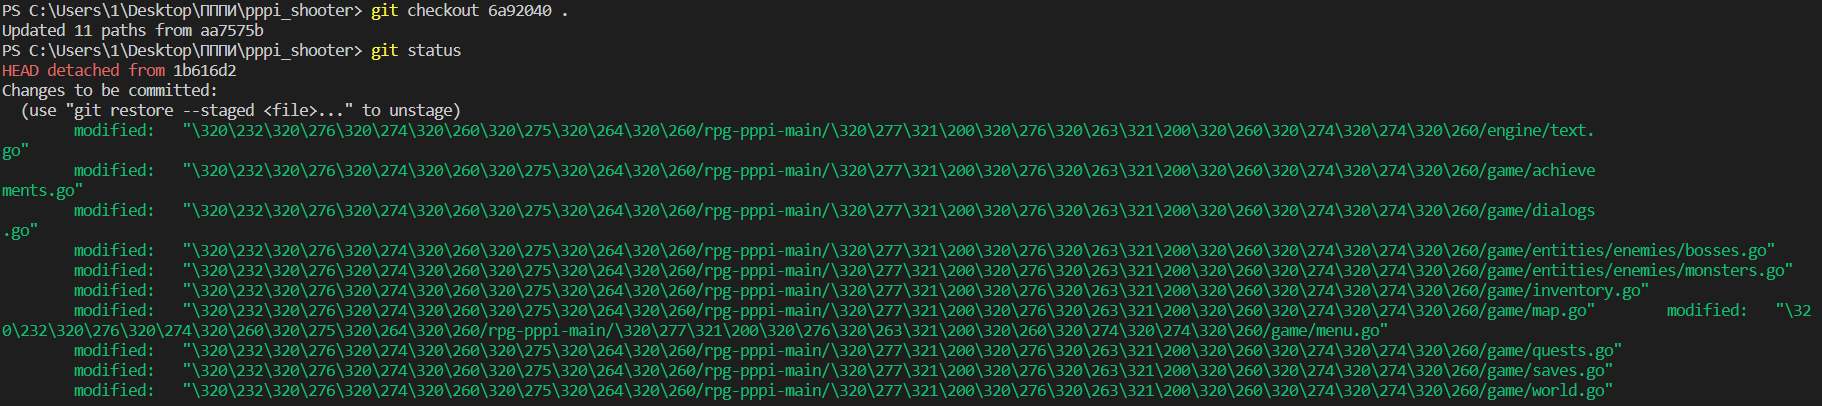 PS C:\Users\1\Desktop\ПППИ\pppi_shooter> git checkout 6a92040 .
Updated 11 paths from aa7575b
PS C:\Users\1\Desktop\ПППИ\pppi_shooter> git status
HEAD detached from 1b616d2
Changes to be committed:
  (use "git restore --staged <file>..." to unstage)
        modified:   "\320\232\320\276\320\274\320\260\320\275\320\264\320\260/rpg-pppi-main/\320\277\321\200\320\276\320\263\321\200\320\260\320\274\320\274\320\260/engine/text.
go"
        modified:   "\320\232\320\276\320\274\320\260\320\275\320\264\320\260/rpg-pppi-main/\320\277\321\200\320\276\320\263\321\200\320\260\320\274\320\274\320\260/game/achieve
ments.go"
        modified:   "\320\232\320\276\320\274\320\260\320\275\320\264\320\260/rpg-pppi-main/\320\277\321\200\320\276\320\263\321\200\320\260\320\274\320\274\320\260/game/dialogs
.go"
        modified:   "\320\232\320\276\320\274\320\260\320\275\320\264\320\260/rpg-pppi-main/\320\277\321\200\320\276\320\263\321\200\320\260\320\274\320\274\320\260/game/entities/enemies/bosses.go"
        modified:   "\320\232\320\276\320\274\320\260\320\275\320\264\320\260/rpg-pppi-main/\320\277\321\200\320\276\320\263\321\200\320\260\320\274\320\274\320\260/game/entities/enemies/monsters.go"
        modified:   "\320\232\320\276\320\274\320\260\320\275\320\264\320\260/rpg-pppi-main/\320\277\321\200\320\276\320\263\321\200\320\260\320\274\320\274\320\260/game/inventory.go"
        modified:   "\320\232\320\276\320\274\320\260\320\275\320\264\320\260/rpg-pppi-main/\320\277\321\200\320\276\320\263\321\200\320\260\320\274\320\274\320\260/game/map.go"        modified:   "\32
0\232\320\276\320\274\320\260\320\275\320\264\320\260/rpg-pppi-main/\320\277\321\200\320\276\320\263\321\200\320\260\320\274\320\274\320\260/game/menu.go"
        modified:   "\320\232\320\276\320\274\320\260\320\275\320\264\320\260/rpg-pppi-main/\320\277\321\200\320\276\320\263\321\200\320\260\320\274\320\274\320\260/game/quests.go"
        modified:   "\320\232\320\276\320\274\320\260\320\275\320\264\320\260/rpg-pppi-main/\320\277\321\200\320\276\320\263\321\200\320\260\320\274\320\274\320\260/game/saves.go"
        modified:   "\320\232\320\276\320\274\320\260\320\275\320\264\320\260/rpg-pppi-main/\320\277\321\200\320\276\320\263\321\200\320\260\320\274\320\274\320\260/game/world.go"